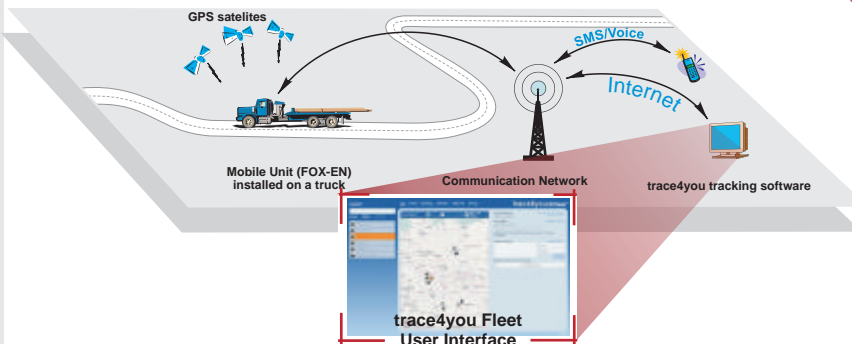 GPS satelites
SMS/Voice
Internet
Mobile Unit (FOX-EN)
installed on a truck
Communication Network
trace4you tracking software
trace4you Fleet
User Interface